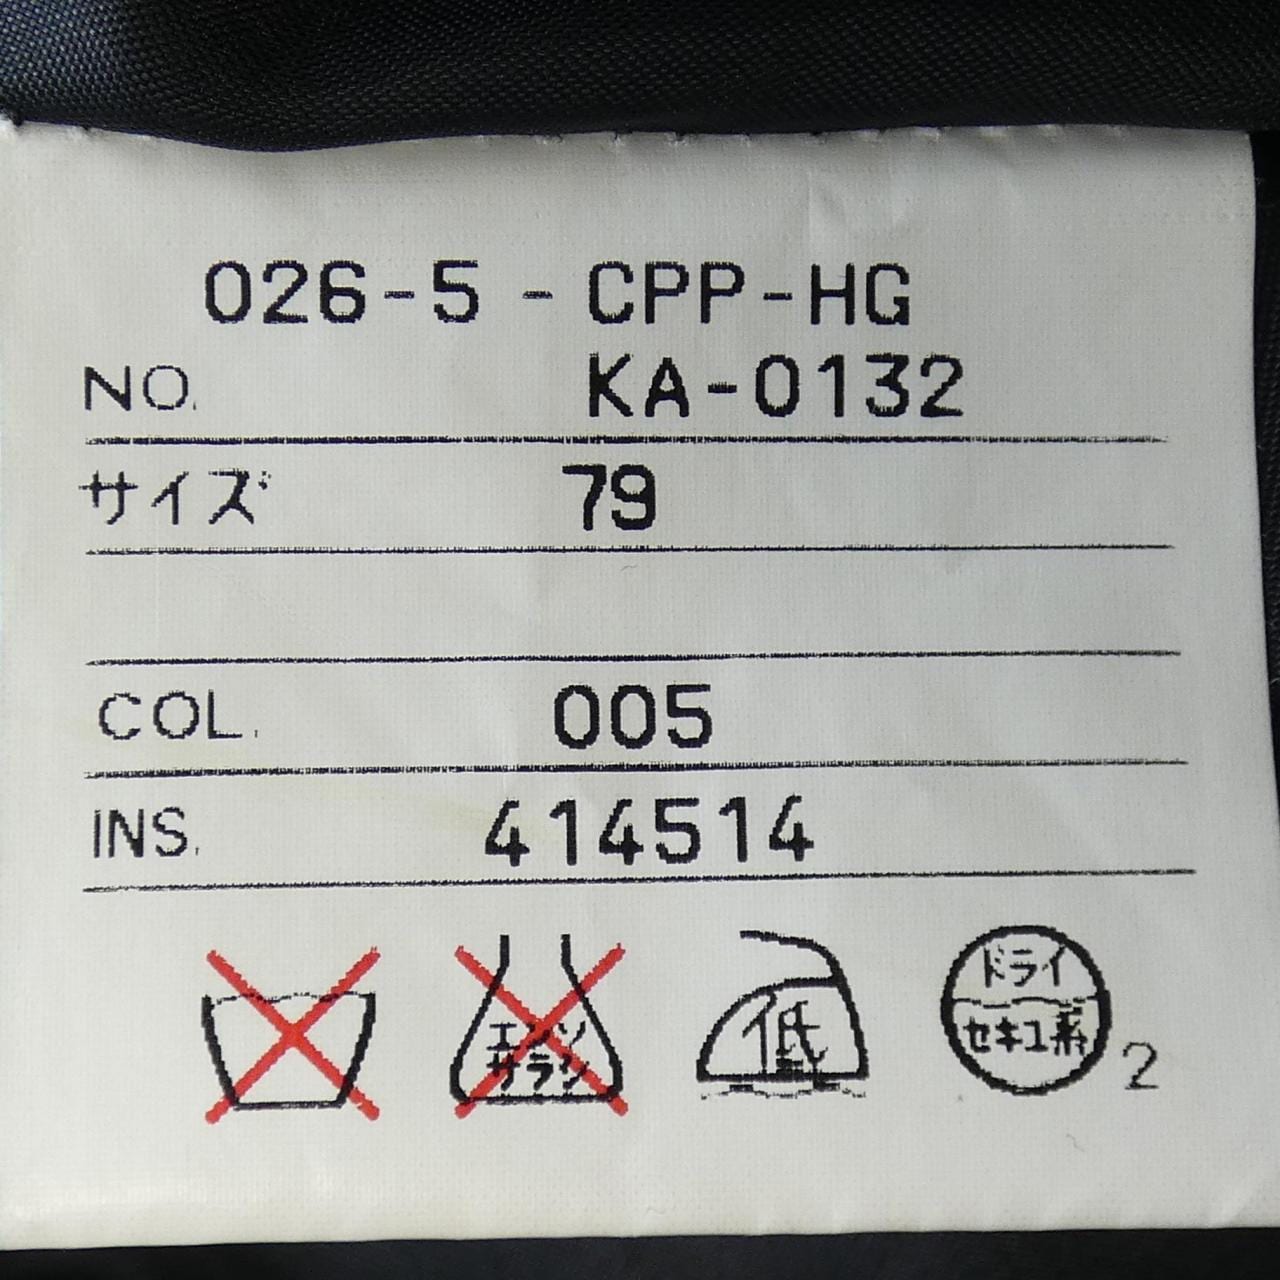 026-5 - CPP-HG
NO. KA-0132
サイズ 79
COL. 005
INS. 414514
エンソ
サラシ
低
ドライ
セキユ系
2